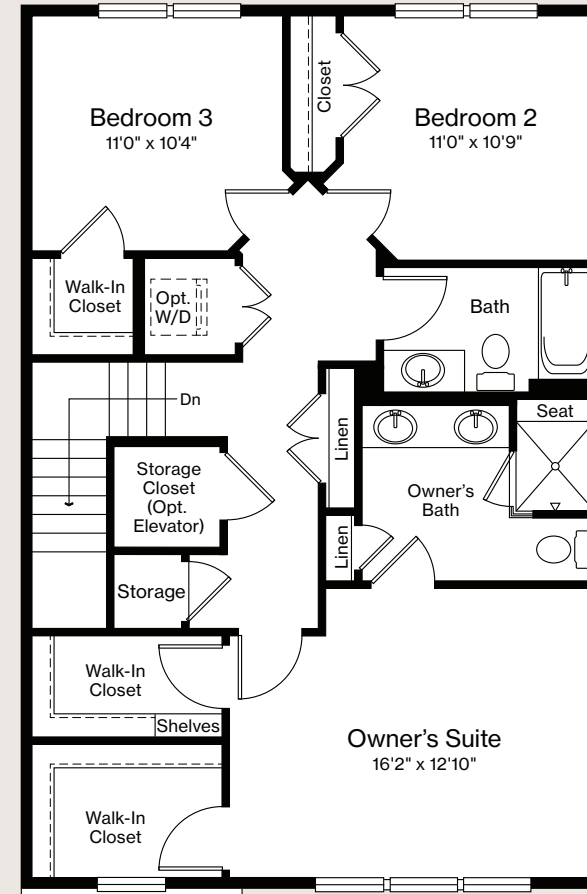 Bedroom 3
11'0" x 10'4"
Closet
Bedroom 2
11'0" x 10'9"
Walk-In
Closet
Opt.
W/D
Bath
Dn
Linen
Seat
Storage
Closet
(Opt.
Elevator)
Owner's
Bath
Linen
Storage
Walk-In
Closet
Shelves
Owner's Suite
16'2" x 12'10"
Walk-In
Closet